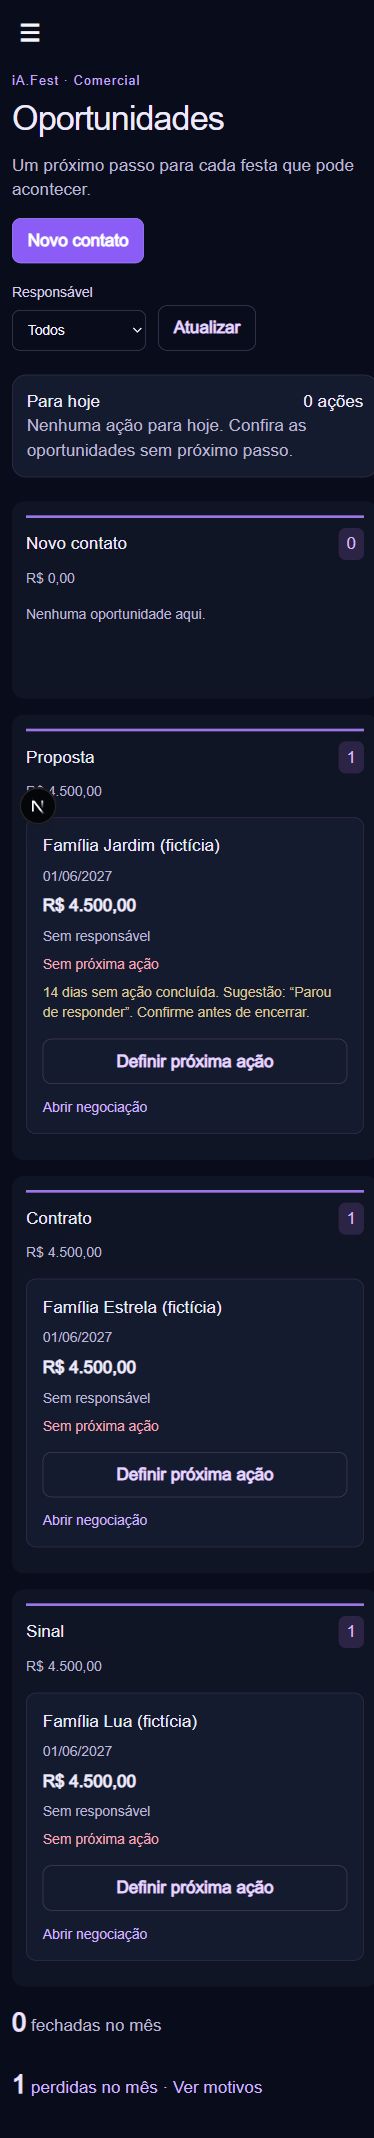 ☰
iA.Fest · Comercial
Oportunidades
Um próximo passo para cada festa que pode
acontecer.
Novo contato
Responsável
Todos
Atualizar
Para hoje 0 ações
Nenhuma ação para hoje. Confira as
oportunidades sem próximo passo.
Novo contato 0
R$ 0,00
Nenhuma oportunidade aqui.
Proposta 1
R$ 4.500,00
N
Família Jardim (fictícia)
01/06/2027
R$ 4.500,00
Sem responsável
Sem próxima ação
14 dias sem ação concluída. Sugestão: “Parou
de responder”. Confirme antes de encerrar.
Definir próxima ação
Abrir negociação
Contrato 1
R$ 4.500,00
Família Estrela (fictícia)
01/06/2027
R$ 4.500,00
Sem responsável
Sem próxima ação
Definir próxima ação
Abrir negociação
Sinal 1
R$ 4.500,00
Família Lua (fictícia)
01/06/2027
R$ 4.500,00
Sem responsável
Sem próxima ação
Definir próxima ação
Abrir negociação
0 fechadas no mês
1 perdidas no mês · Ver motivos